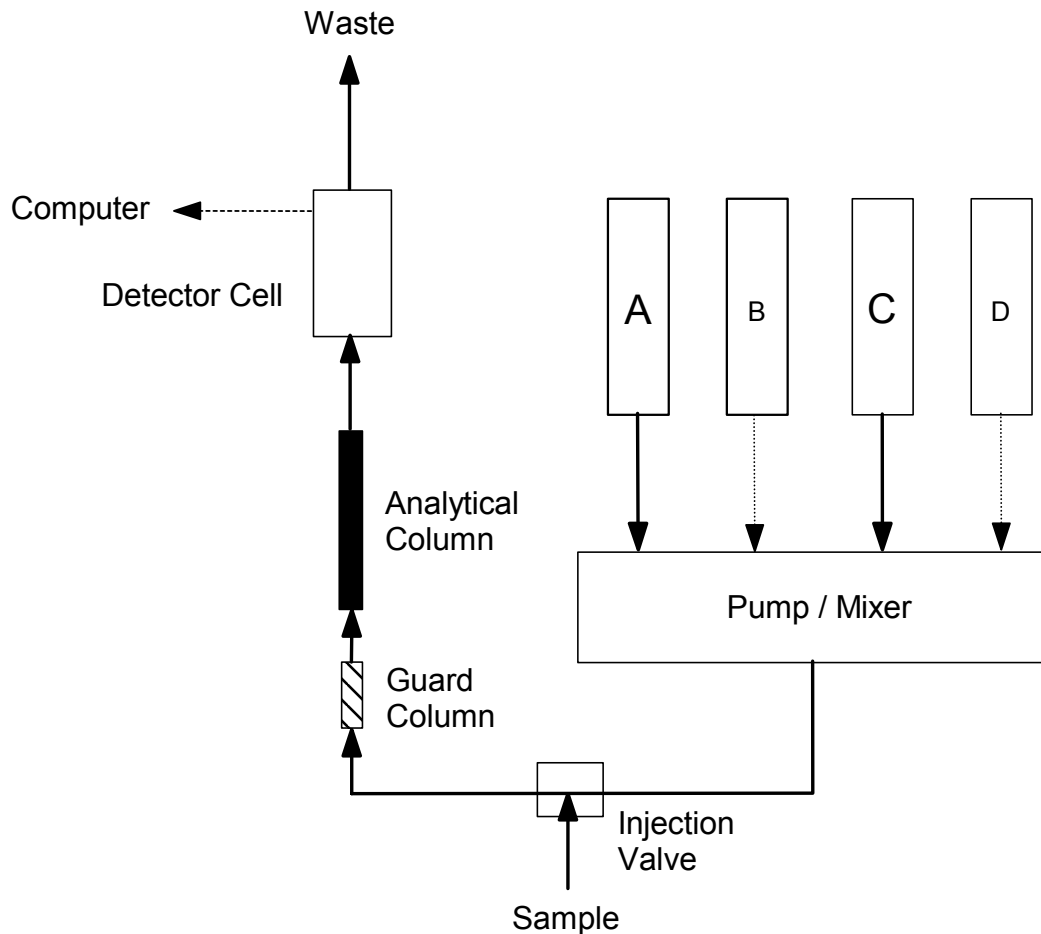 Waste
Computer
Detector Cell
A
B
C
D
Analytical
Column
Pump / Mixer
Guard
Column
Injection
Valve
Sample